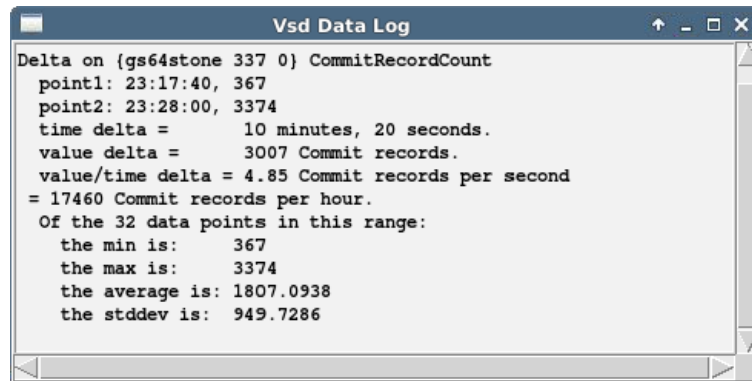 Vsd Data Log
Delta on {gs64stone 337 0} CommitRecordCount
point1: 23:17:40, 367
point2: 23:28:00, 3374
time delta = 10 minutes, 20 seconds.
value delta = 3007 Commit records.
value/time delta = 4.85 Commit records per second
= 17460 Commit records per hour.
Of the 32 data points in this range:
the min is: 367
the max is: 3374
the average is: 1807.0938
the stddev is: 949.7286